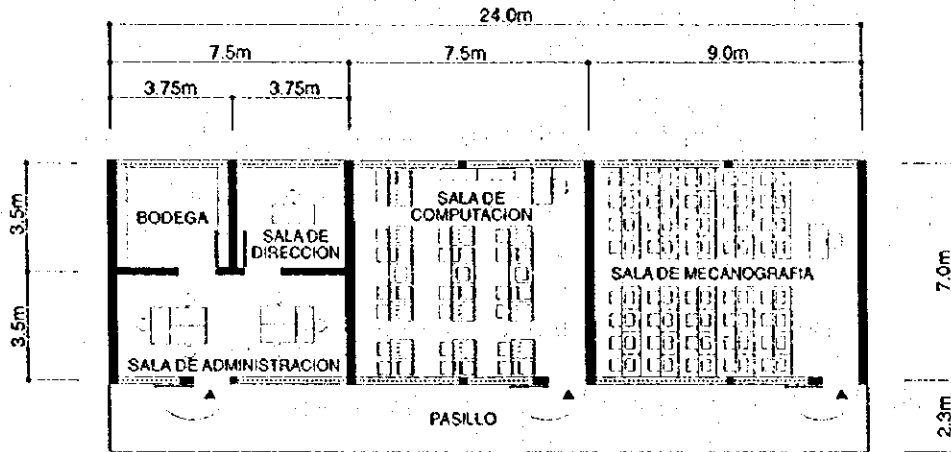 24.0m
7.5m 7.5m 9.0m
3.75m 3.75m
3.5m
BODEGA
SALA DE
DIRECCION
SALA DE
COMPUTACION
SALA DE MECANOGRAFIA
7.0m
3.5m
SALA DE ADMINISTRACION
PASILLO
2.3m